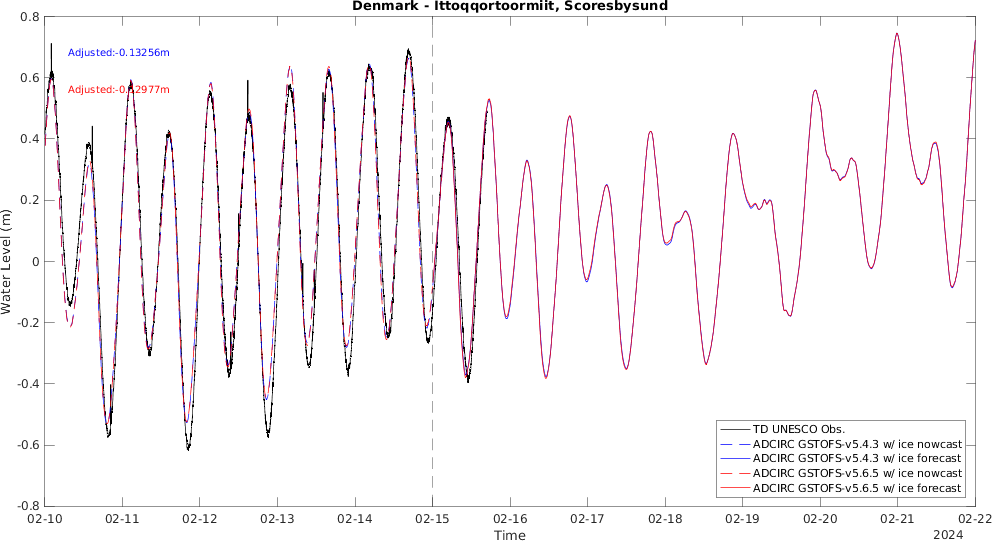 Denmark - Ittoqqortoormiit, Scoresbysund
Adjusted:-0.13256m
Adjusted:-0.12977m
Water Level (m)
0.8
0.6
0.4
0.2
0
-0.2
-0.4
-0.6
-0.8
TD UNESCO Obs.
ADCIRC GSTOFS-v5.4.3 w/ ice nowcast
ADCIRC GSTOFS-v5.4.3 w/ ice forecast
ADCIRC GSTOFS-v5.6.5 w/ ice nowcast
ADCIRC GSTOFS-v5.6.5 w/ ice forecast
02-10 02-11 02-12 02-13 02-14 02-15 02-16 02-17 02-18 02-19 02-20 02-21 02-22
Time
2024